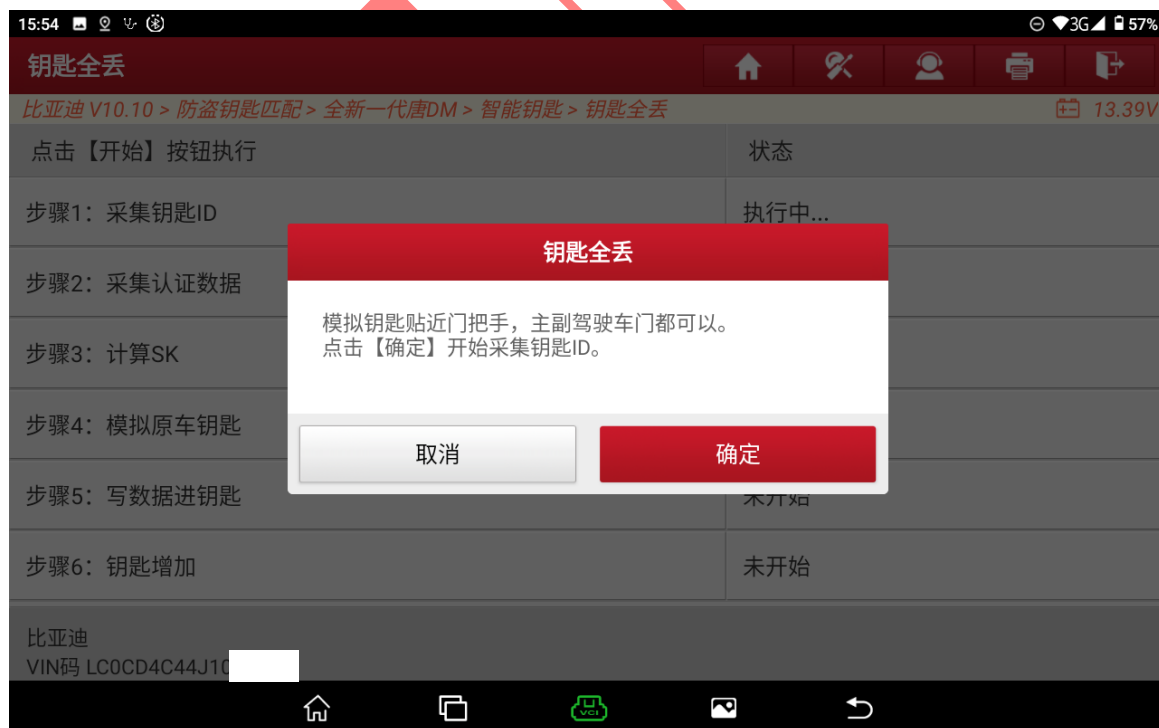 15:54
3G 57%
钥匙全丢
比亚迪 V10.10 > 防盗钥匙匹配 > 全新一代唐DM > 智能钥匙 > 钥匙全丢
13.39V
点击【开始】按钮执行
状态
步骤1：采集钥匙ID
执行中...
钥匙全丢
步骤2：采集认证数据
模拟钥匙贴近门把手，主副驾驶车门都可以。
点击【确定】开始采集钥匙ID。
步骤3：计算SK
步骤4：模拟原车钥匙
取消
确定
步骤5：写数据进钥匙
未开始
步骤6：钥匙增加
未开始
比亚迪
VIN码 LC0CD4C44J10
VCI